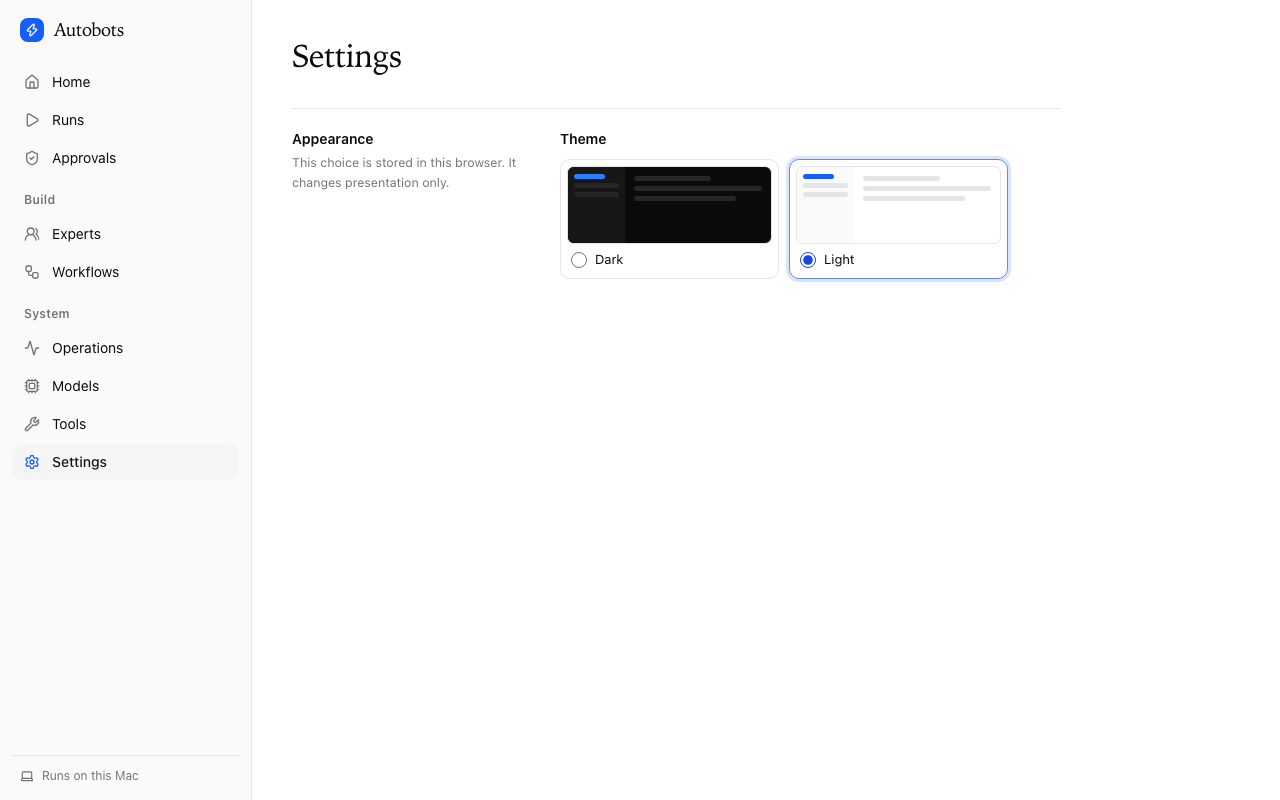 Autobots
Home
Runs
Approvals
Build
Experts
Workflows
System
Operations
Models
Tools
Settings
Runs on this Mac
Settings
Appearance
This choice is stored in this browser. It
changes presentation only.
Theme
Dark
Light